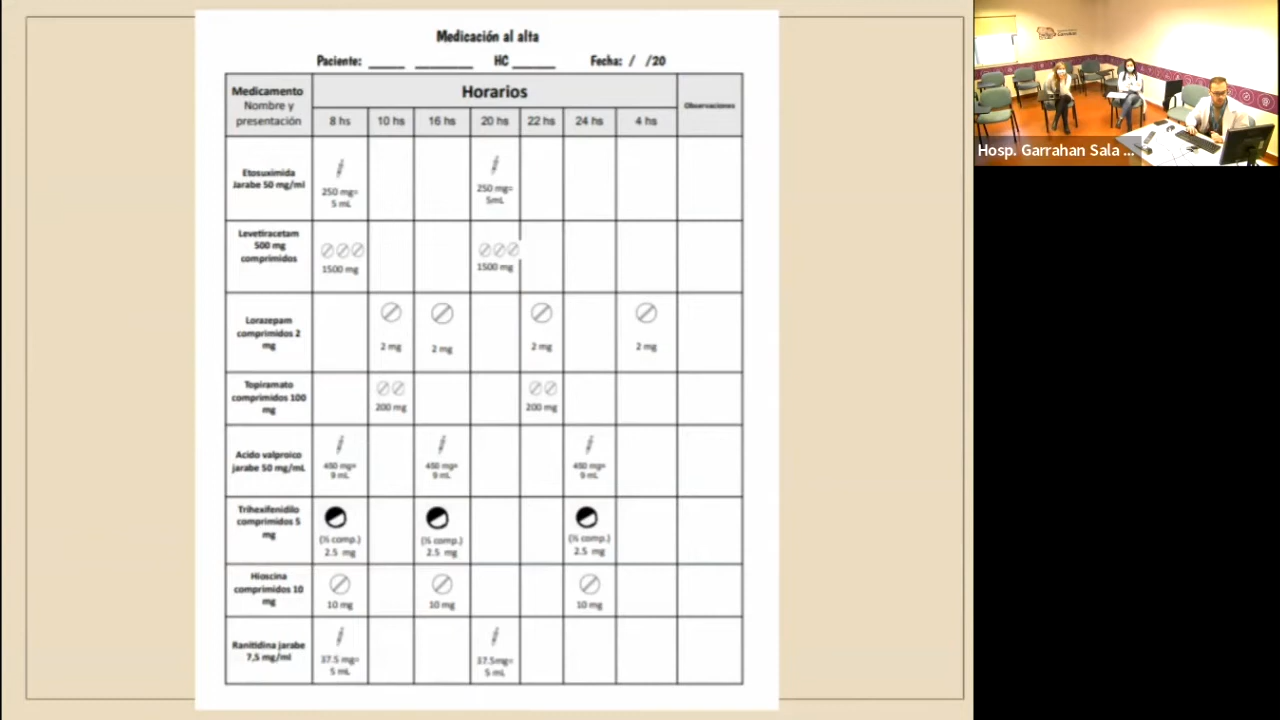 Medicación al alta
Paciente: _____ ________ HC ______ Fecha: / /20
Medicamento
Nombre y
presentación
Horarios
Observaciones
8 hs 10 hs 16 hs 20 hs 22 hs 24 hs 4 hs
Etosuximida
Jarabe 50 mg/ml
250 mg=
5 mL
250 mg=
5mL
Levetiracetam
500 mg
comprimidos
1500 mg
1500 mg
Lorazepam
comprimidos 2
mg
2 mg
2 mg
2 mg
2 mg
Topiramato
comprimidos 100
mg
200 mg
200 mg
Acido valproico
jarabe 50 mg/mL
450 mg=
9 mL
450 mg=
9 mL
450 mg=
9 mL
Trihexifenidilo
comprimidos 5
mg
(½ comp.)
2.5 mg
(½ comp.)
2.5 mg
(½ comp.)
2.5 mg
Hioscina
comprimidos 10
mg
10 mg
10 mg
10 mg
Ranitidina jarabe
7,5 mg/ml
37.5 mg=
5 mL
37.5mg=
5 mL
Garrahan
Hosp. Garrahan Sala ...